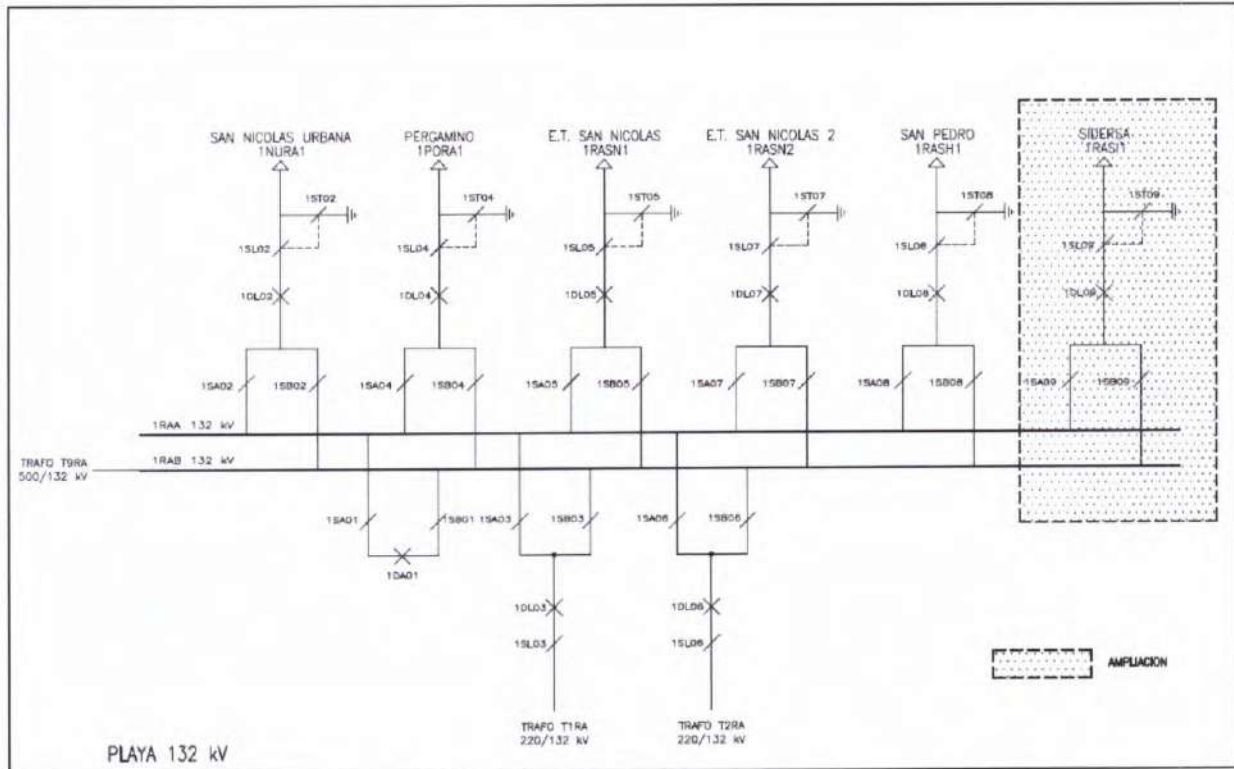 SAN NICOLAS URBANA
1NURA1
PERGAMINO
1PORA1
E.T. SAN NICOLAS
1RASN1
E.T. SAN NICOLAS 2
1RASN2
SAN PEDRO
1RASH1
SIDERSA
1RASI1
1ST02
1ST04
1ST05
1ST07
1ST08
1ST09
1SL02
1SL04
1SL05
1SL07
1SL08
1SL09
1DL02
1DL04
1DL05
1DL07
1DL08
1DL09
1SA02
1SB02
1SA04
1SB04
1SA05
1SB05
1SA07
1SB07
1SA08
1SB08
1SA09
1SB09
1RAA 132 kV
1RAB 132 kV
TRAFO T9RA
500/132 kV
1SA01
1SB01
1SA03
1SB03
1SA06
1SB06
1DA01
1DL03
1DL06
1SL03
1SL06
AMPLIACION
TRAFO T1RA
220/132 kV
TRAFO T2RA
220/132 kV
PLAYA 132 kV